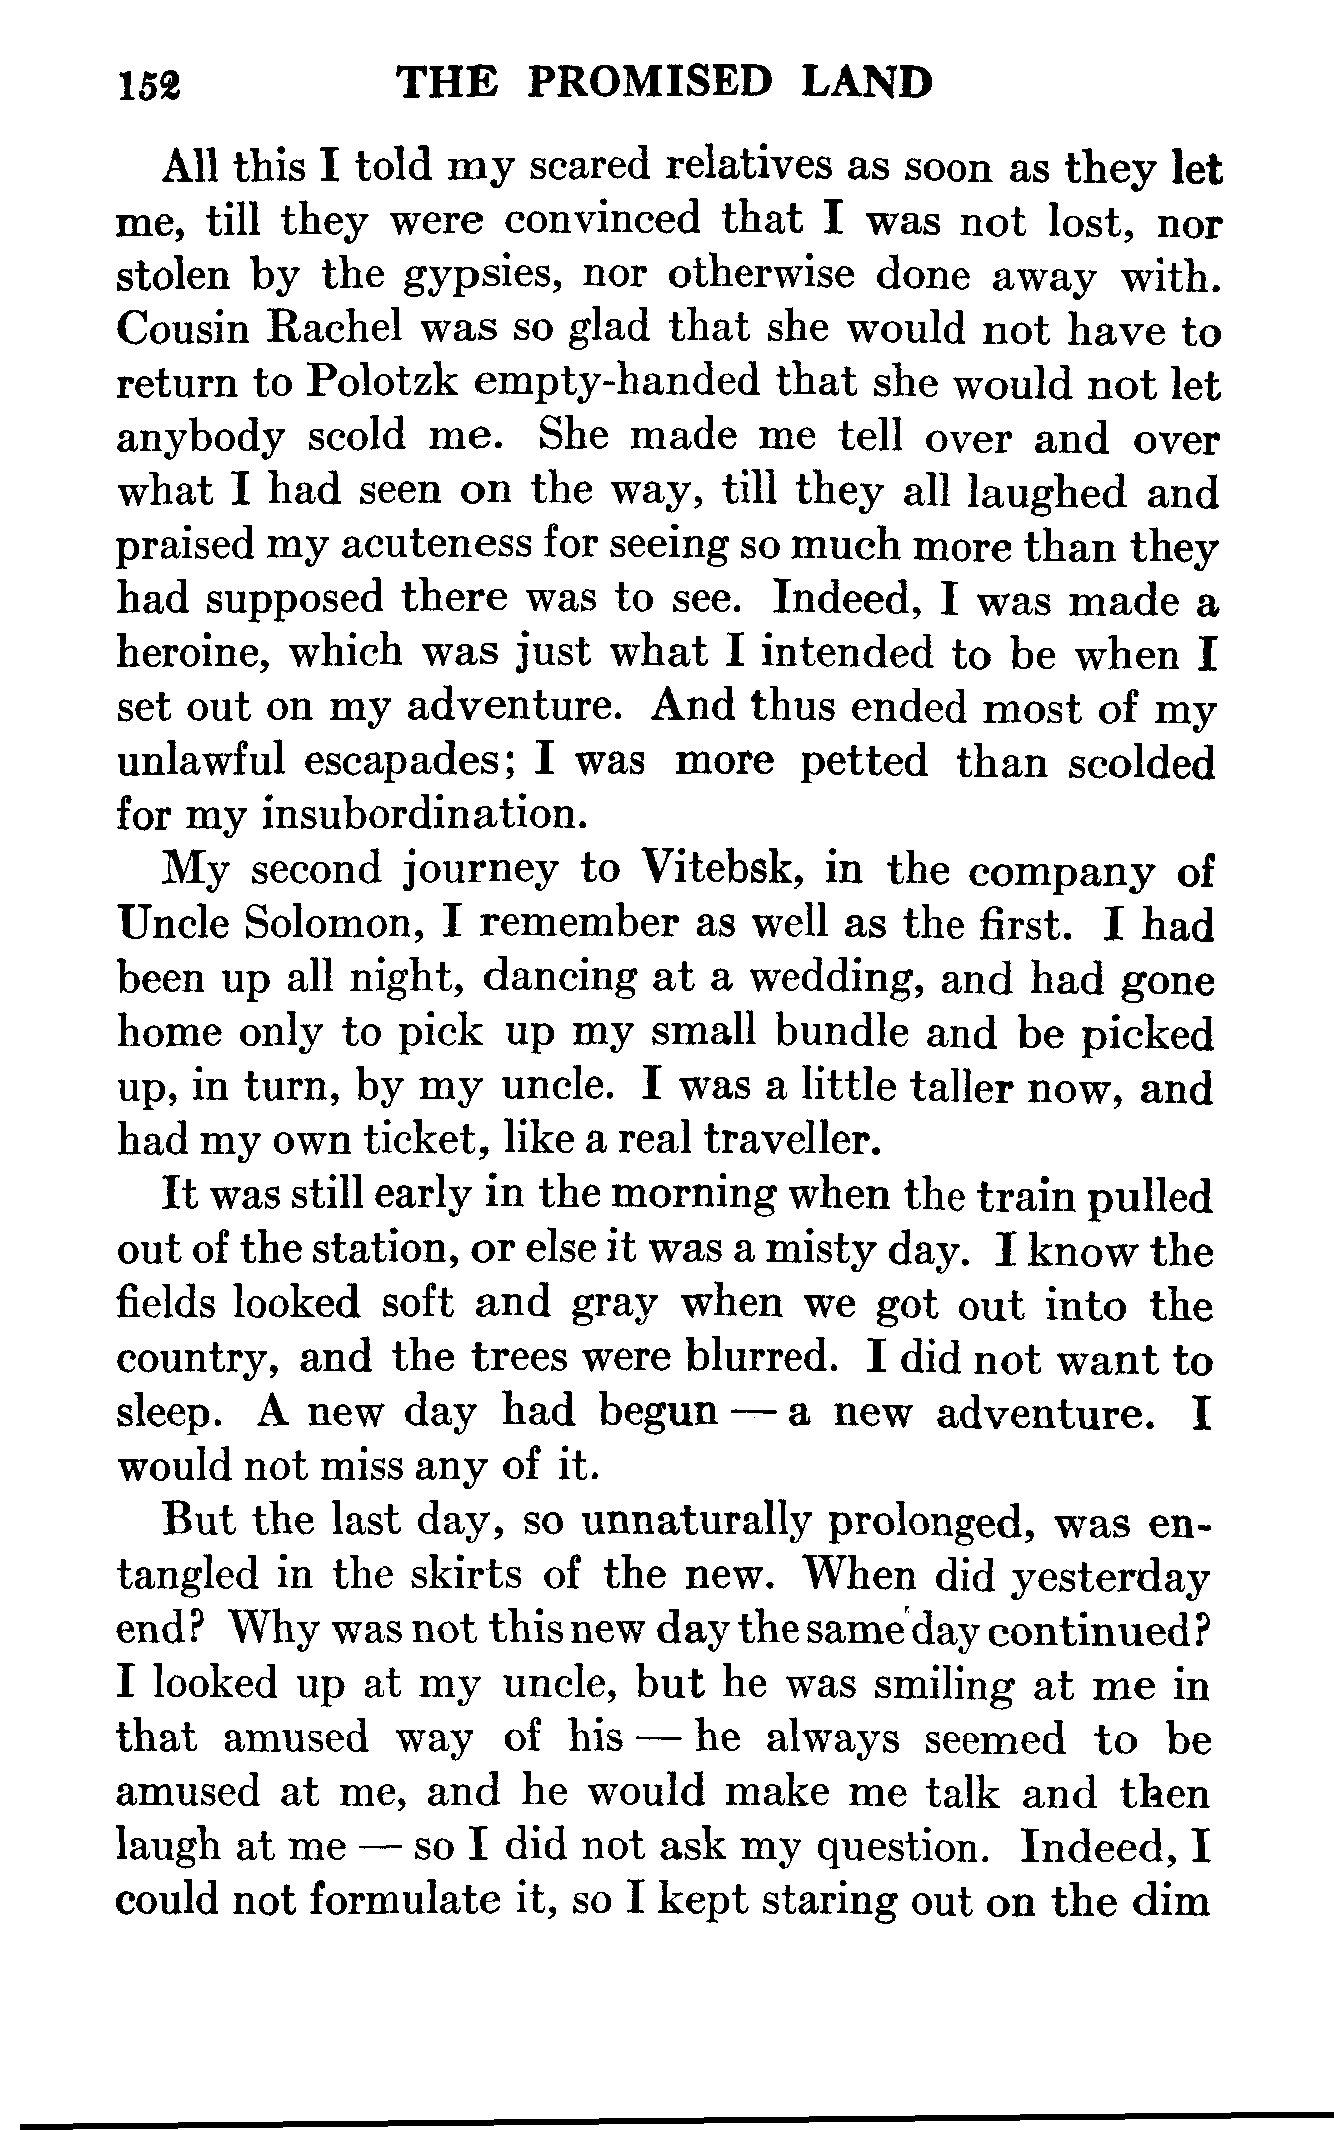 152 THE PROMISED LAND
All this I told my scared relatives as soon as they let
me, till they were convinced that I was not lost, nor
stolen by the gypsies, nor otherwise done away with.
Cousin Rachel was so glad that she would not have to
return to Polotzk empty-handed that she would not let
anybody scold me. She made me tell over and over
what I had seen on the way, till they all laughed and
praised my acuteness for seeing so much more than they
had supposed there was to see. Indeed, I was made a
heroine, which was just what I intended to be when I
set out on my adventure. And thus ended most of my
unlawful escapades; I was more petted than scolded
for my insubordination.
My second journey to Vitebsk, in the company of
Uncle Solomon, I remember as well as the first. I had
been up all night, dancing at a wedding, and had gone
home only to pick up my small bundle and be picked
up, in turn, by my uncle. I was a little taller now, and
had my own ticket, like a real traveller.
It was still early in the morning when the train pulled
out of the station, or else it was a misty day. I know the
fields looked soft and gray when we got out into the
country, and the trees were blurred. I did not want to
sleep. A new day had begun — a new adventure. I
would not miss any of it.
But the last day, so unnaturally prolonged, was en-
tangled in the skirts of the new. When did yesterday
end? Why was not this new day the same day continued?
I looked up at my uncle, but he was smiling at me in
that amused way of his — he always seemed to be
amused at me, and he would make me talk and then
laugh at me — so I did not ask my question. Indeed, I
could not formulate it, so I kept staring out on the dim